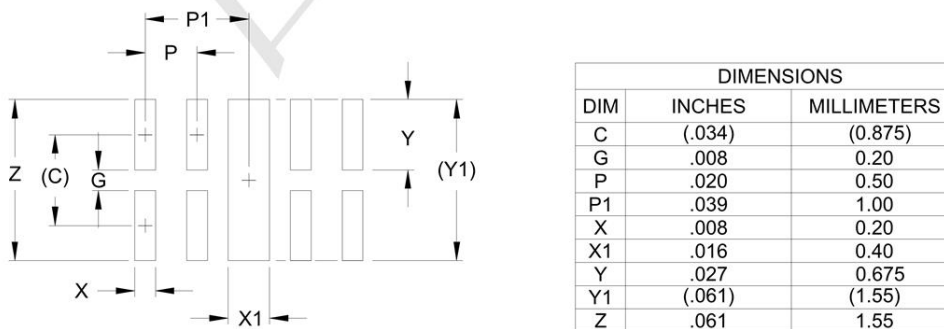 P1
P
Z
(C)
G
Y
(Y1)
X
X1
DIMENSIONS
DIM INCHES MILLIMETERS
C (.034) (0.875)
G .008 0.20
P .020 0.50
P1 .039 1.00
X .008 0.20
X1 .016 0.40
Y .027 0.675
Y1 (.061) (1.55)
Z .061 1.55